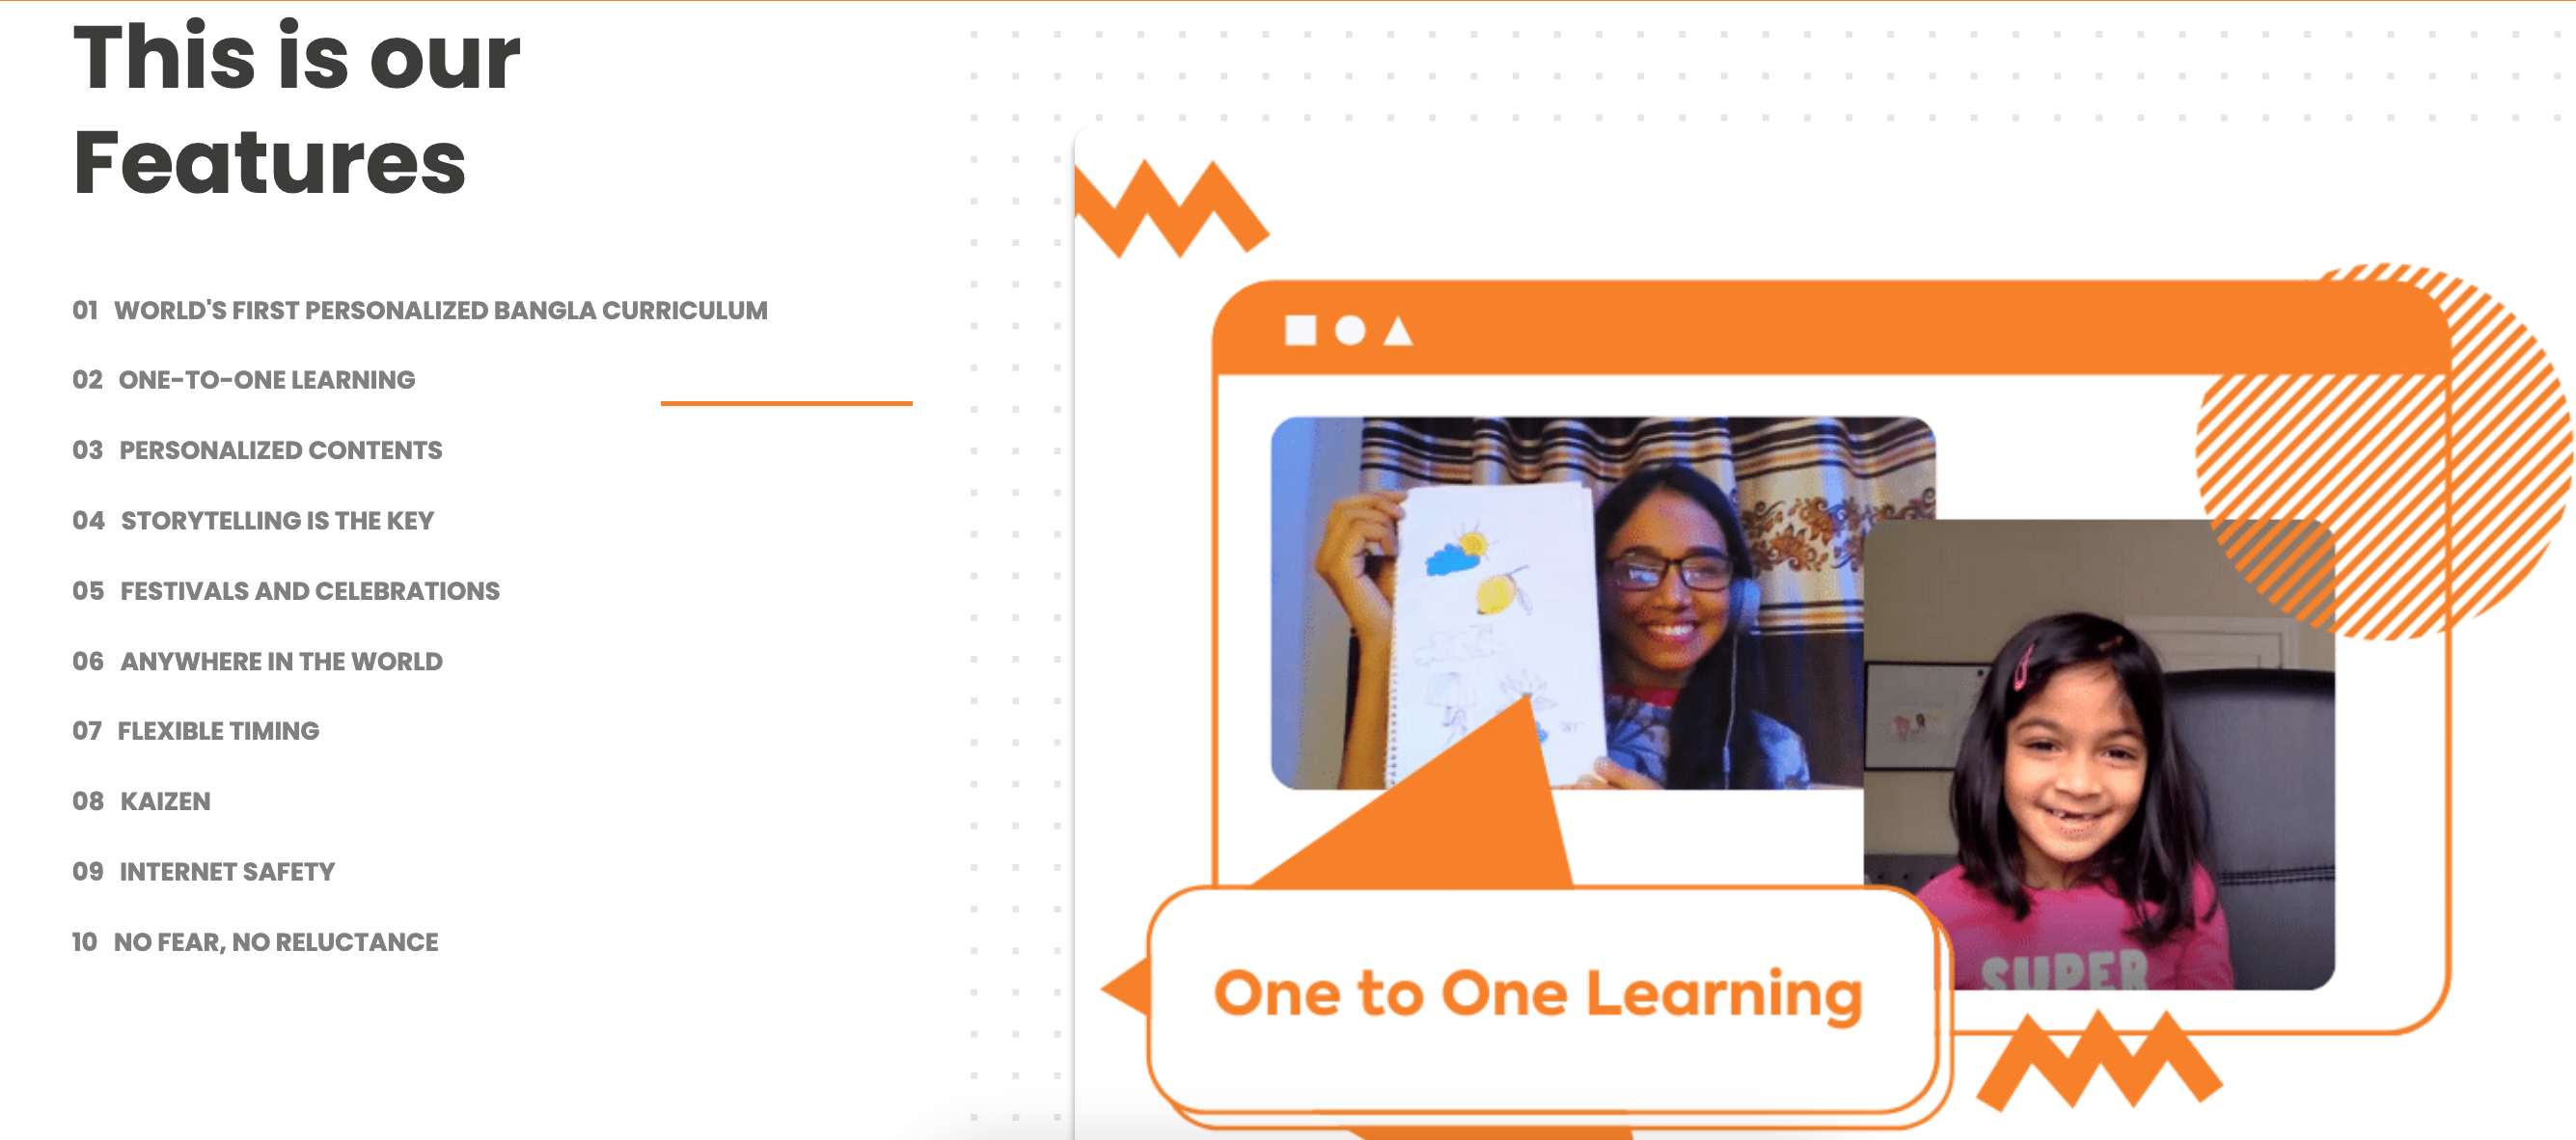 This is our
Features
01 WORLD'S FIRST PERSONALIZED BANGLA CURRICULUM
02 ONE-TO-ONE LEARNING
03 PERSONALIZED CONTENTS
04 STORYTELLING IS THE KEY
05 FESTIVALS AND CELEBRATIONS
06 ANYWHERE IN THE WORLD
07 FLEXIBLE TIMING
08 KAIZEN
09 INTERNET SAFETY
10 NO FEAR, NO RELUCTANCE
SUPER
One to One Learning